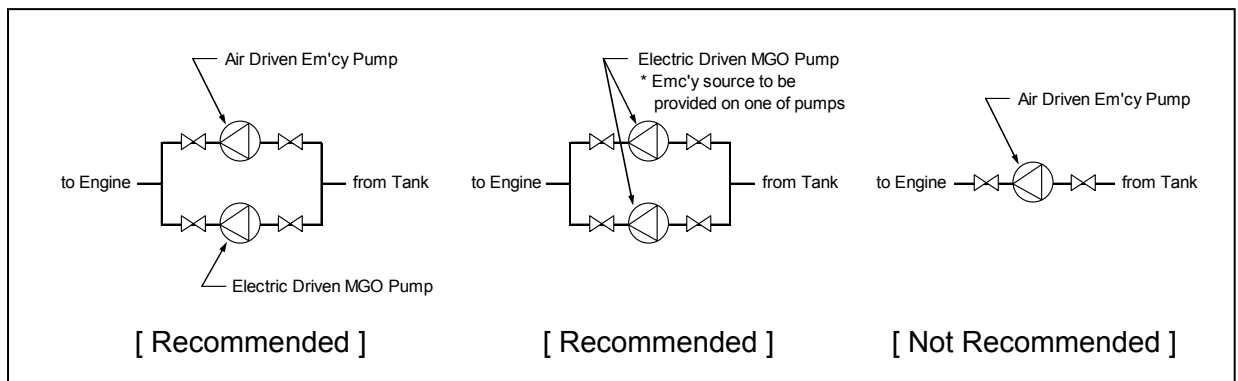 Air Driven Em'cy Pump
to Engine
from Tank
Electric Driven MGO Pump
[ Recommended ]
Electric Driven MGO Pump
* Emc'y source to be
provided on one of pumps
to Engine
from Tank
[ Recommended ]
Air Driven Em'cy Pump
to Engine
from Tank
[ Not Recommended ]